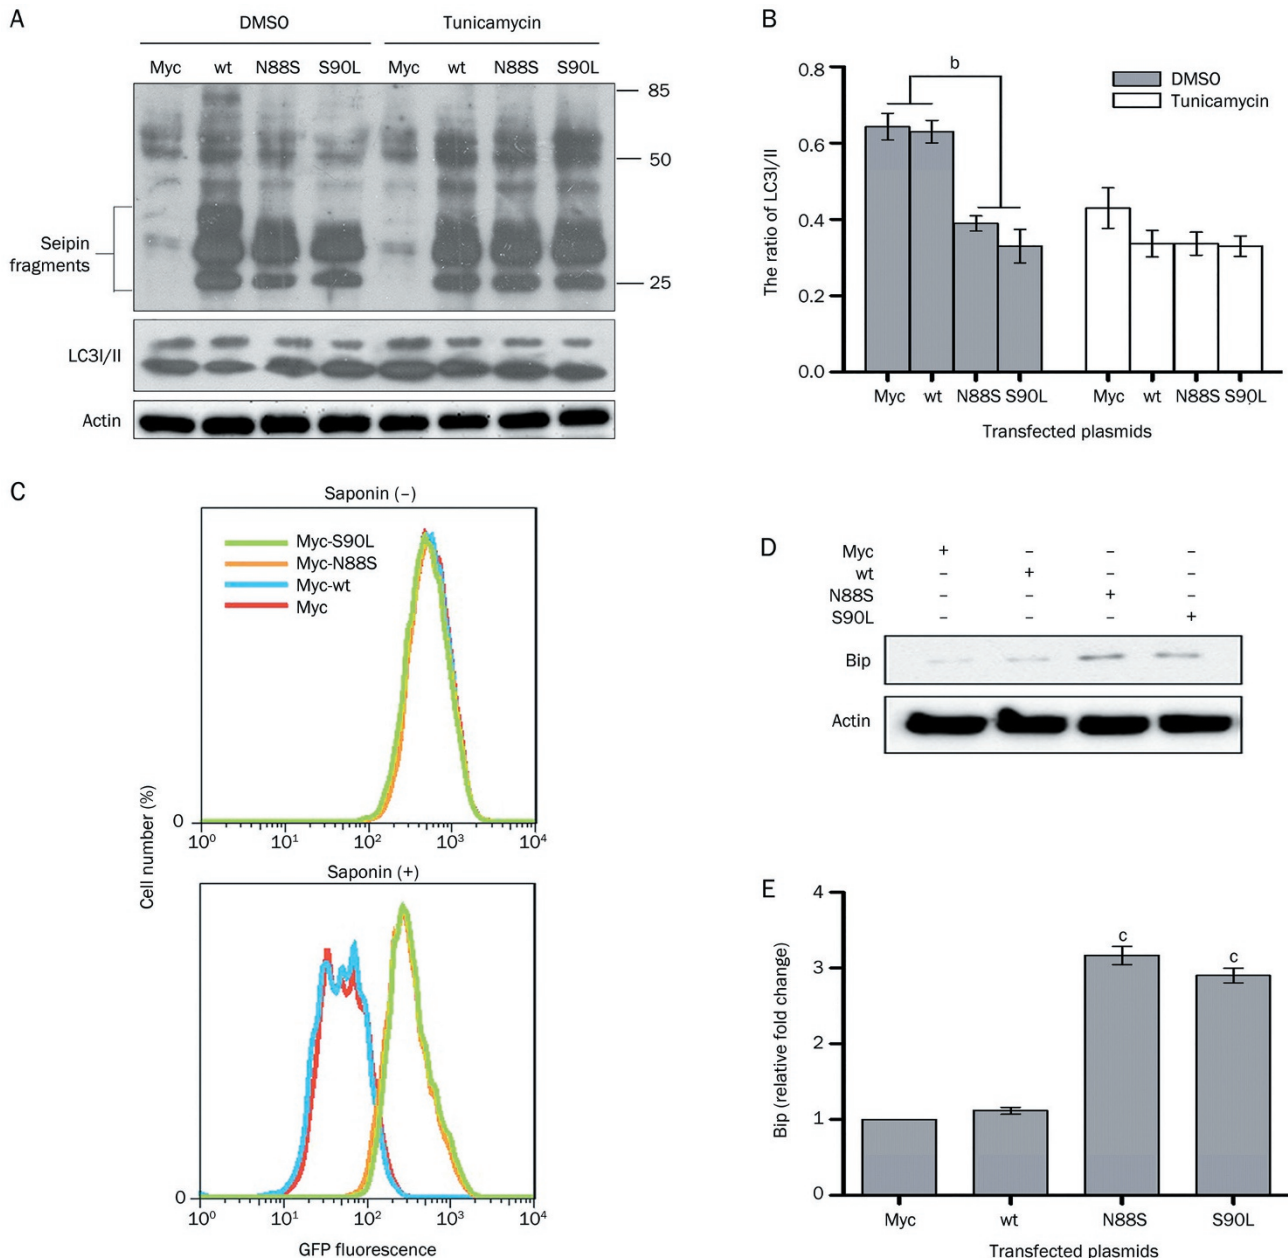 A
DMSO Tunicamycin
Myc wt N88S S90L Myc wt N88S S90L
85
50
Seipin
fragments
25
LC3I/II
Actin
B
b
DMSO
Tunicamycin
0.8
0.6
0.4
0.2
0.0
The ratio of LC3I/II
Myc wt N88S S90L Myc wt N88S S90L
Transfected plasmids
C
Saponin (–)
Myc-S90L
Myc-N88S
Myc-wt
Myc
0
10⁰ 10¹ 10² 10³ 10⁴
Cell number (%)
Saponin (+)
0
10⁰ 10¹ 10² 10³ 10⁴
GFP fluorescence
D
Myc + – – –
wt – + – –
N88S – – + –
S90L – – – +
Bip
Actin
E
4
3
2
1
0
Bip (relative fold change)
c c
Myc wt N88S S90L
Transfected plasmids